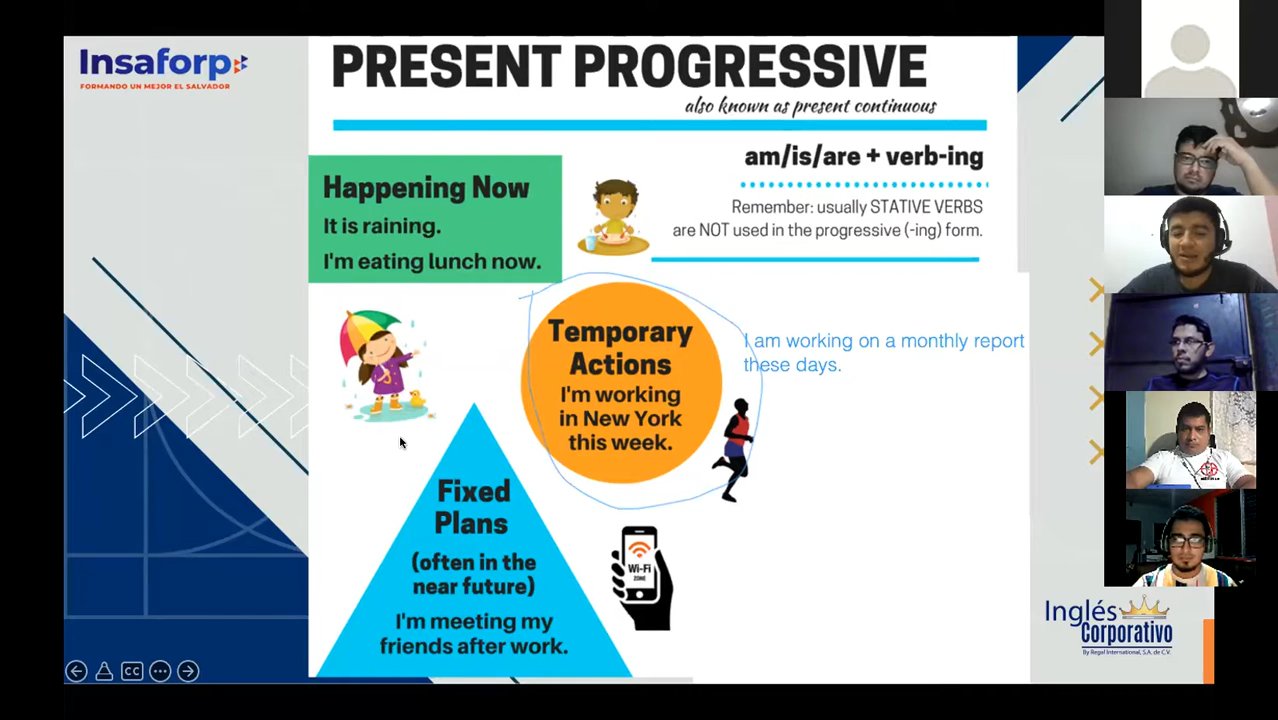 Insaforp
FORMANDO UN MEJOR EL SALVADOR
PRESENT PROGRESSIVE
also known as present continuous
am/is/are + verb-ing
Remember: usually STATIVE VERBS
are NOT used in the progressive (-ing) form.
Happening Now
It is raining.
I'm eating lunch now.
Temporary
Actions
I'm working
in New York
this week.
I am working on a monthly report
these days.
Fixed
Plans
(often in the
near future)
I'm meeting my
friends after work.
Wi-Fi
ZONE
CC
Inglés
Corporativo
By Regal International, S.A. de C.V.